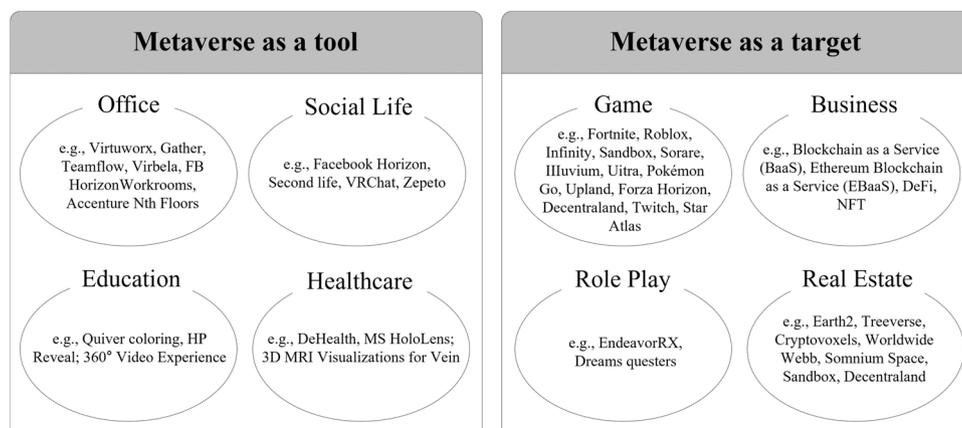 Metaverse as a tool
Office
e.g., Virtuworx, Gather,
Teamflow, Virbela, FB
HorizonWorkrooms,
Accenture Nth Floors
Social Life
e.g., Facebook Horizon,
Second life, VRChat, Zepeto
Education
e.g., Quiver coloring, HP
Reveal; 360° Video Experience
Healthcare
e.g., DeHealth, MS HoloLens;
3D MRI Visualizations for Vein
Metaverse as a target
Game
e.g., Fortnite, Roblox,
Infinity, Sandbox, Sorare,
IIIuvium, Uitra, Pokémon
Go, Upland, Forza Horizon,
Decentraland, Twitch, Star
Atlas
Business
e.g., Blockchain as a Service
(BaaS), Ethereum Blockchain
as a Service (EBaaS), DeFi,
NFT
Role Play
e.g., EndeavorRX,
Dreams questers
Real Estate
e.g., Earth2, Treeverse,
Cryptovoxels, Worldwide
Webb, Somnium Space,
Sandbox, Decentraland